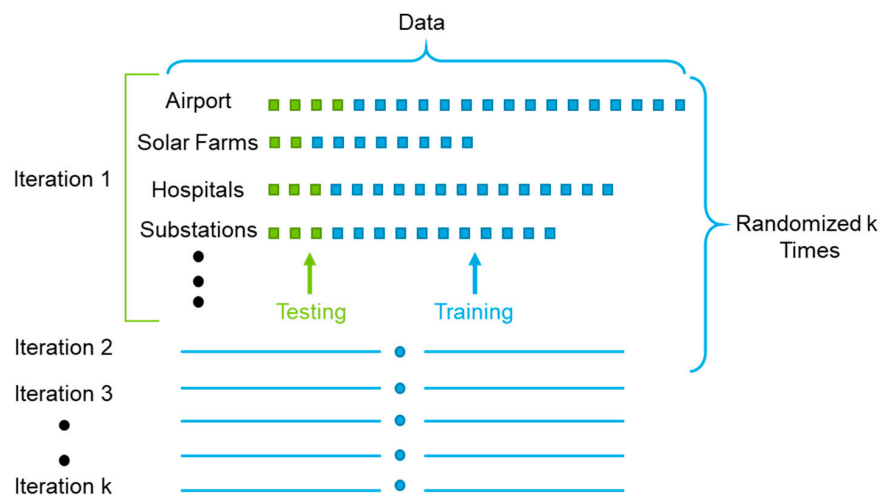 Data
Airport
Solar Farms
Iteration 1
Hospitals
Substations
Randomized k
Times
Testing
Training
Iteration 2
Iteration 3
Iteration k